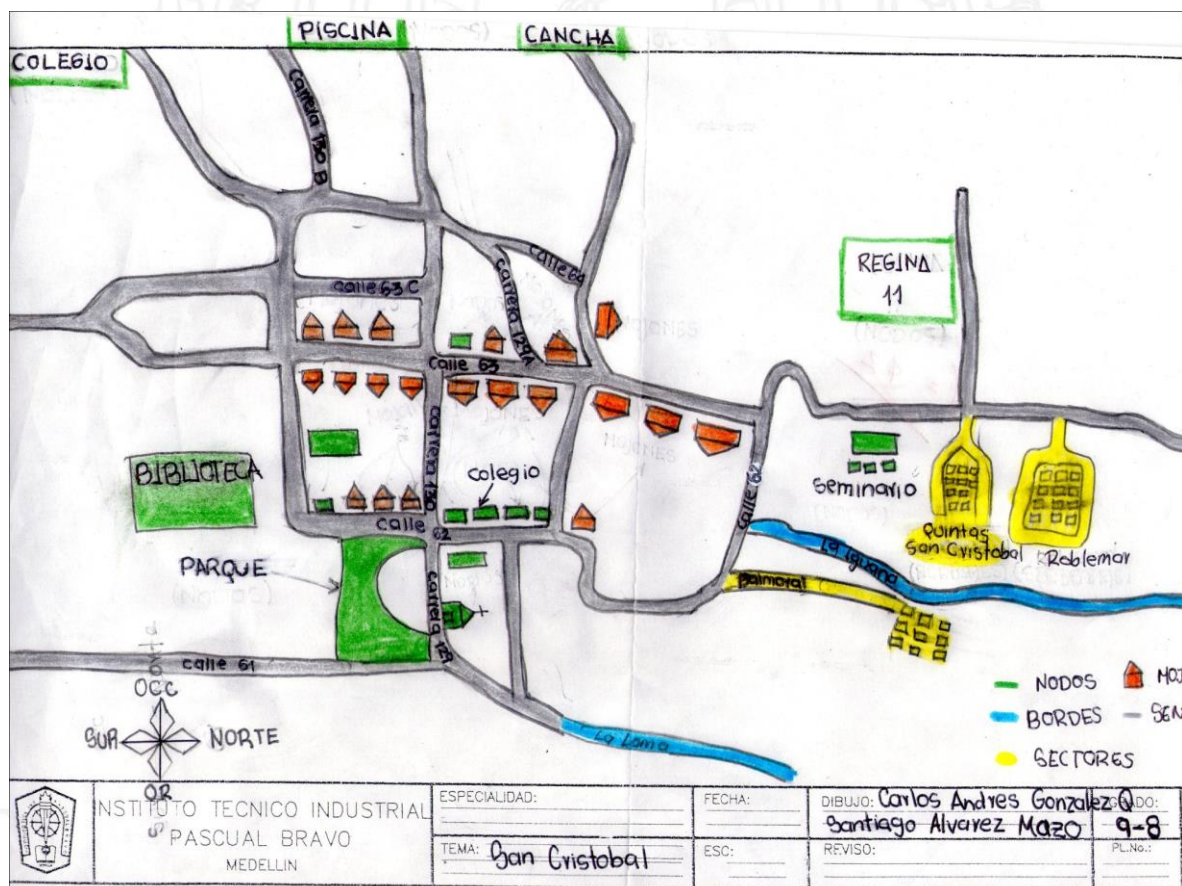 PISCINA
CANCHA
COLEGIO
Carrera 130 B
Calle 64
carrera 129A
calle 63 C
REGINA
11
Calle 63
carrera 130
colegio
BIBLIOTECA
Seminario
calle 62
calle
62
Quintas
San Cristobal
Roblemar
La Iguana
PARQUE
Balmoral
carrera 129
calle 61
OCC
SUR
NORTE
OR
NODOS
BORDES
SECTORES
INSTITUTO TECNICO INDUSTRIAL
PASCUAL BRAVO
MEDELLIN
ESPECIALIDAD:
TEMA: San Cristobal
FECHA:
ESC:
DIBUJO: Carlos Andres Gonzalez Q
Santiago Alvarez Mazo
9-8
REVISO:
PL.No.: